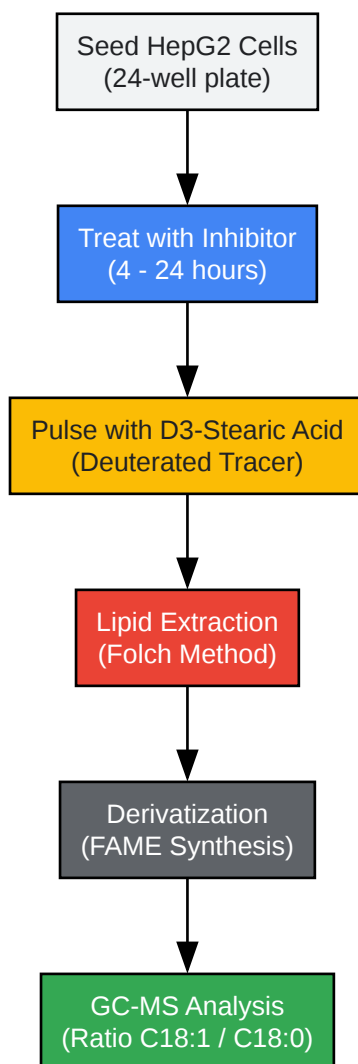 Seed HepG2 Cells
(24-well plate)
Treat with Inhibitor
(4 - 24 hours)
Pulse with D3-Stearic Acid
(Deuterated Tracer)
Lipid Extraction
(Folch Method)
Derivatization
(FAME Synthesis)
GC-MS Analysis
(Ratio C18:1 / C18:0)